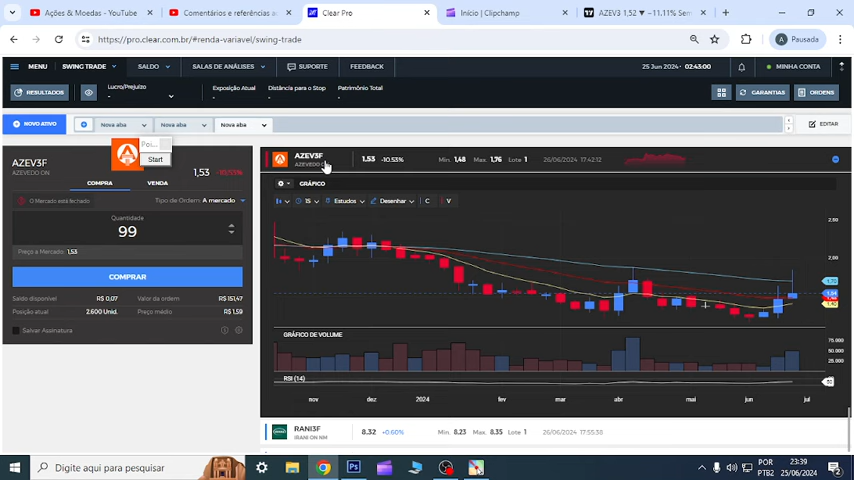 Ações & Moedas - YouTube
Comentários e referências a
Clear Pro
Início | Clipchamp
AZEV3 1,52 ▼ −11.11% Sem
https://pro.clear.com.br/#renda-variavel/swing-trade
A Pausada
MENU SWING TRADE SALDO SALAS DE ANÁLISES SUPORTE FEEDBACK 25 Jun 2024 • 02:43:00 MINHA CONTA
RESULTADOS Lucro/Prejuízo - Exposição Atual - Distância para o Stop - Patrimônio Total - GARANTIAS ORDENS
NOVO ATIVO Nova aba Nova aba Nova aba EDITAR
Poi...
Start
AZEV3F
AZEVEDO ON
1,53
COMPRA VENDA
O Mercado está fechado Tipo de Ordem: A mercado
Quantidade
99
Preço a Mercado: 1,53
COMPRAR
Saldo disponível R$ 0,07 Valor da ordem R$ 151,47
Posição atual 2.600 Unid. Preço médio R$ 1,59
Salvar Assinatura
AZEV3F 1,53 -10.53% Min. 1,48 Max. 1,76 Lote 1 26/06/2024 17:42:12
GRÁFICO
1S Estudos Desenhar C V
2,50
2,00
1,70
1,42
GRÁFICO DE VOLUME
75.000
50.000
25.000
RSI (14)
50
nov dez 2024 fev mar abr mai jun jul
RANI3F
IRANI ON NM
8,32 +0.60% Min. 8,23 Max. 8,35 Lote 1 26/06/2024 17:55:38
Digite aqui para pesquisar
POR
PTB2
23:39
25/06/2024
2